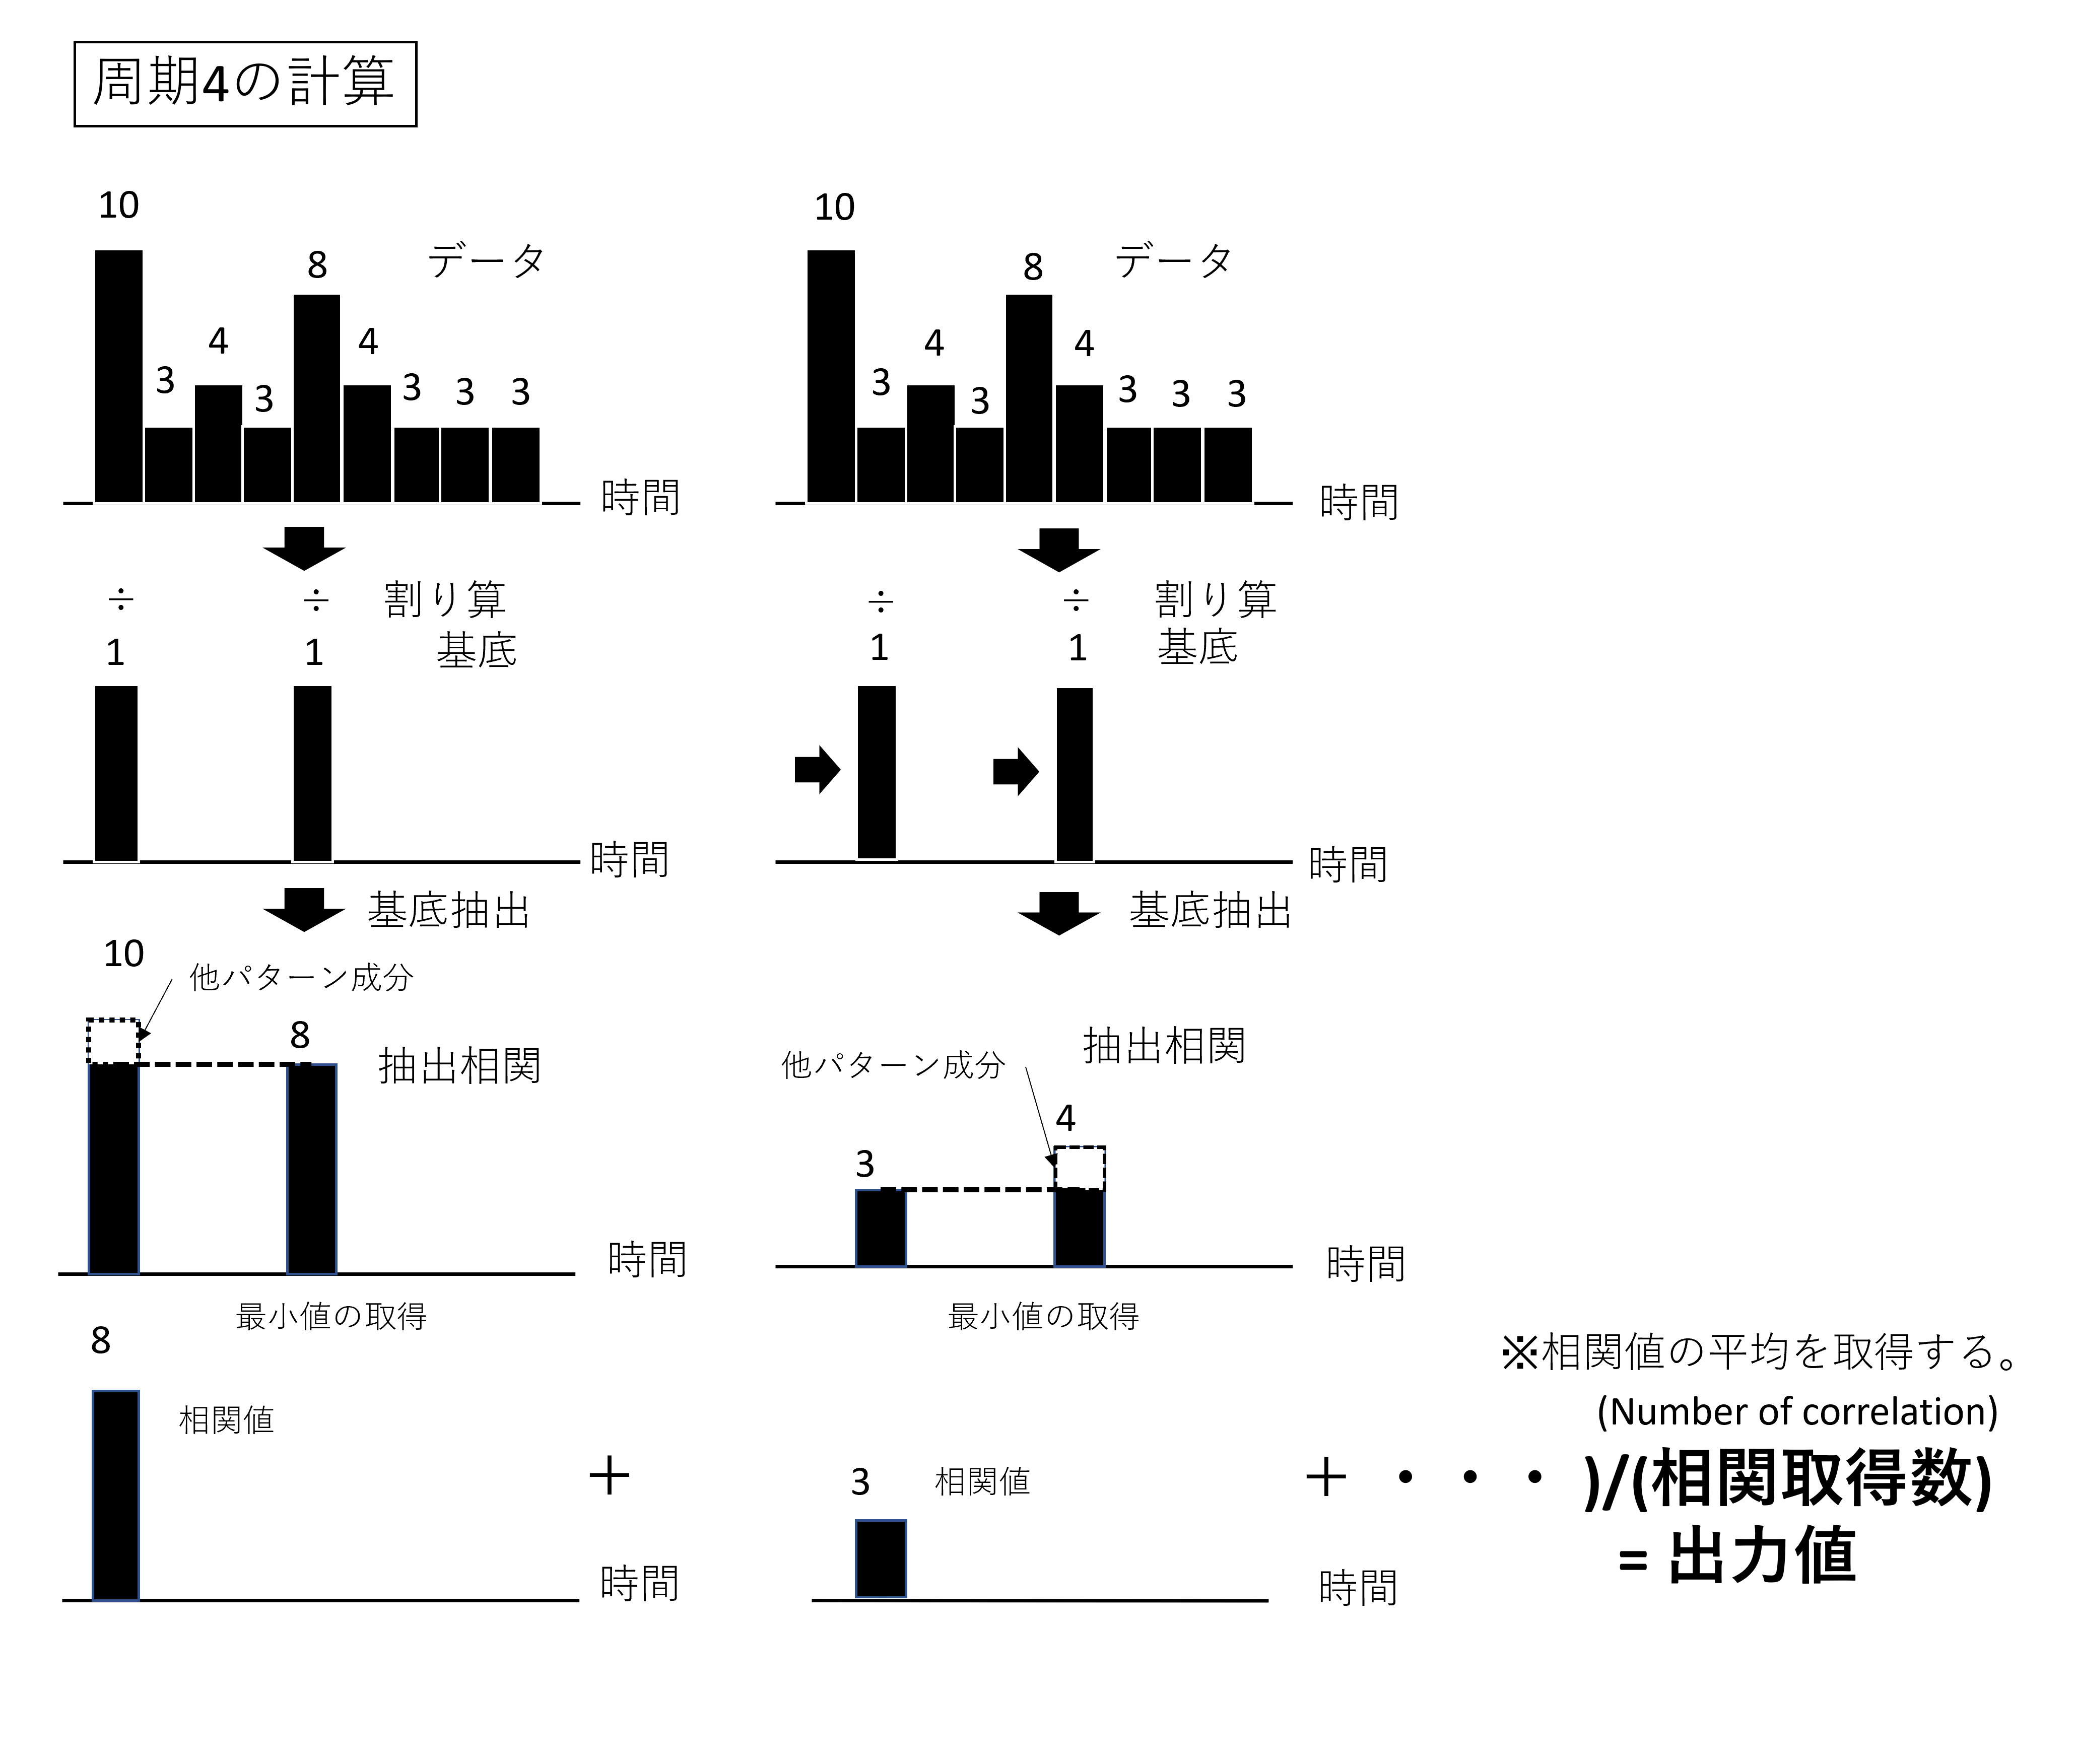 周期4の計算
10
3
4
3
8
4
3
3
3
データ
時間
÷
÷
割り算
1
1
基底
時間
基底抽出
10
他パターン成分
8
抽出相関
時間
最小値の取得
8
相関値
時間
+
10
3
4
3
8
4
3
3
3
データ
時間
÷
÷
割り算
1
1
基底
時間
基底抽出
抽出相関
他パターン成分
3
4
時間
最小値の取得
3
相関値
時間
※相関値の平均を取得する。
(Number of correlation)
+ ・ ・ ・ )/(相関取得数)
= 出力値